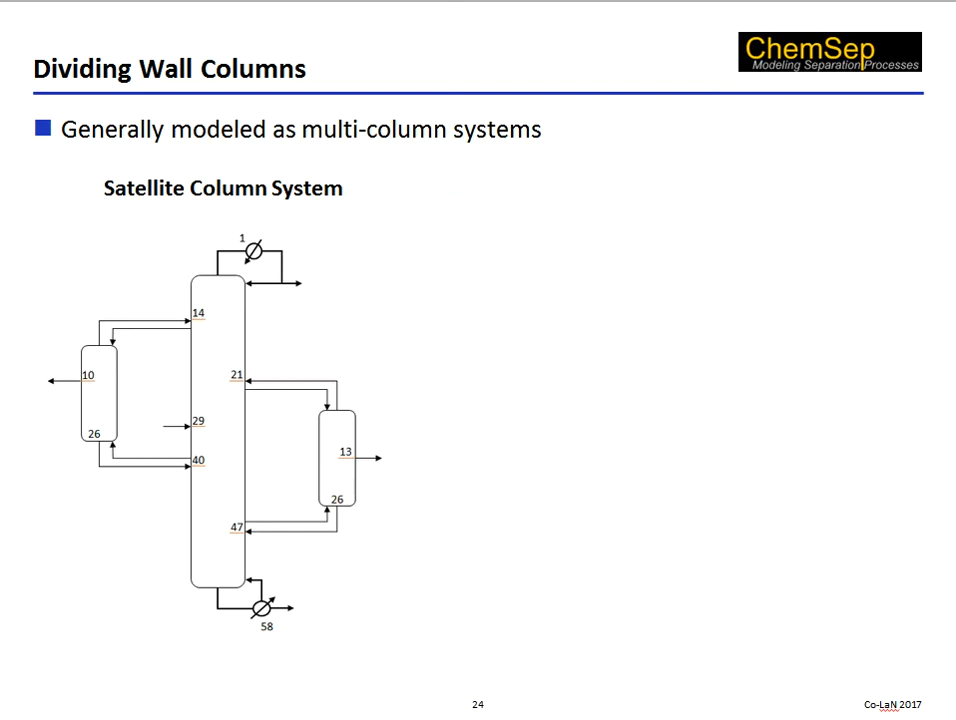 ChemSep
Modeling Separation Processes
Dividing Wall Columns
Generally modeled as multi-column systems
Satellite Column System
1
14
10
21
29
26
40
13
26
47
58
24
Co-LaN 2017